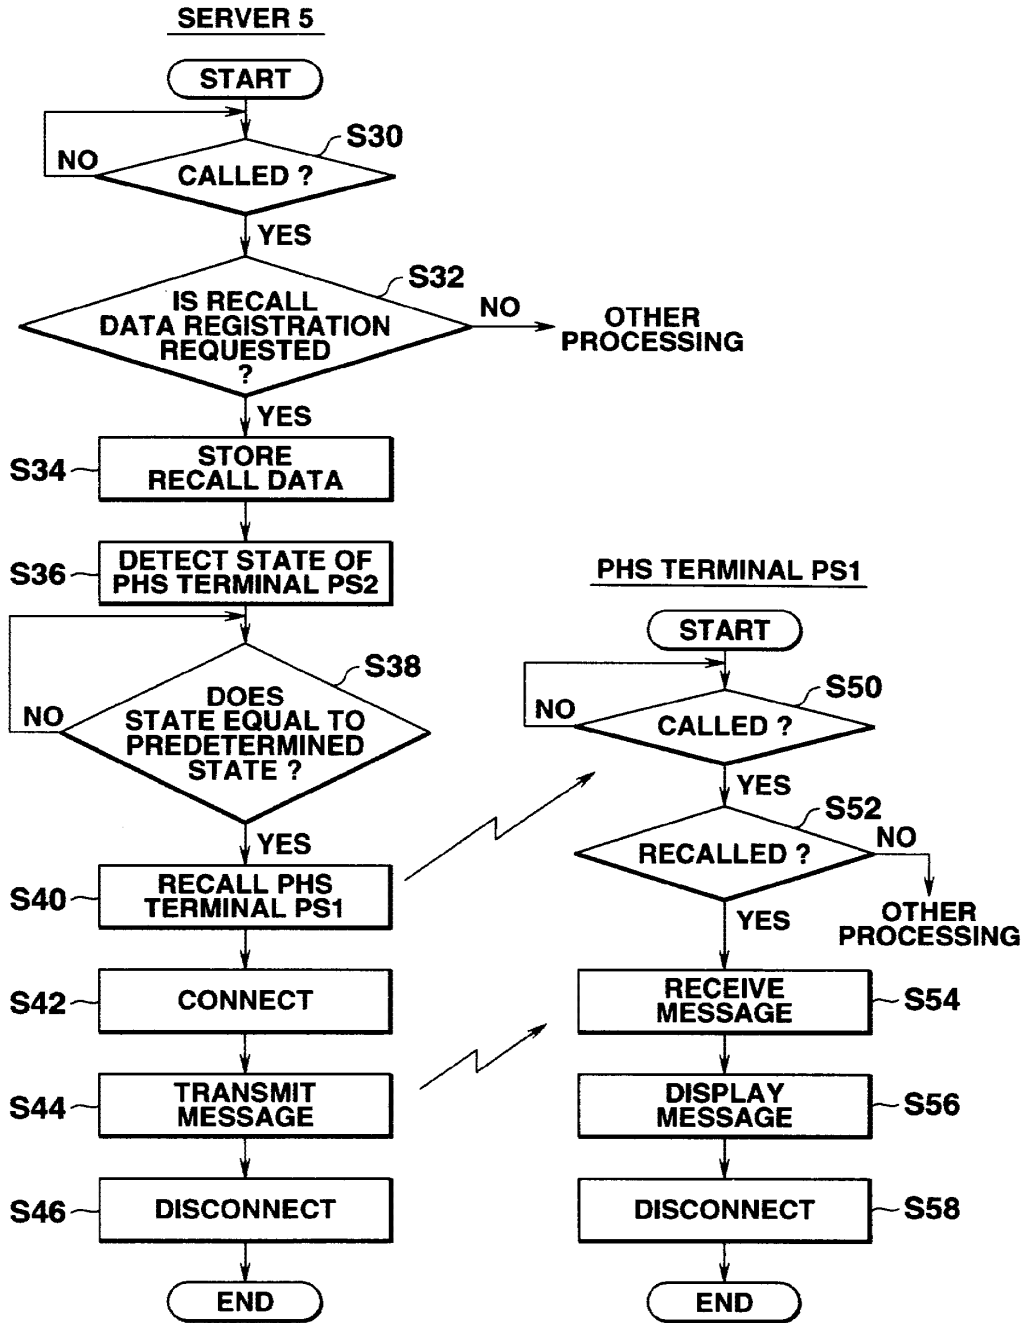 SERVER 5
START
S30
NO
CALLED ?
YES
S32
IS RECALL
DATA REGISTRATION
REQUESTED
?
NO
OTHER
PROCESSING
YES
S34
STORE
RECALL DATA
S36
DETECT STATE OF
PHS TERMINAL PS2
S38
NO
DOES
STATE EQUAL TO
PREDETERMINED
STATE ?
YES
S40
RECALL PHS
TERMINAL PS1
S42
CONNECT
S44
TRANSMIT
MESSAGE
S46
DISCONNECT
END
PHS TERMINAL PS1
START
S50
NO
CALLED ?
YES
S52
RECALLED ?
NO
OTHER
PROCESSING
YES
RECEIVE
MESSAGE
S54
DISPLAY
MESSAGE
S56
DISCONNECT
S58
END